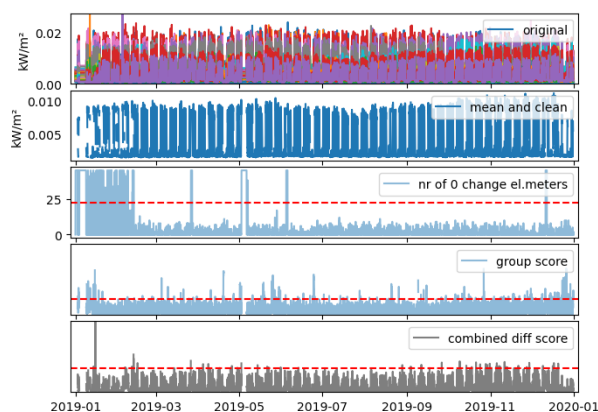 0.02
kW/m²
original
0.00
0.010
kW/m²
mean and clean
0.005
nr of 0 change el.meters
25
0
group score
combined diff score
2019-01 2019-03 2019-05 2019-07 2019-09 2019-11 2020-01